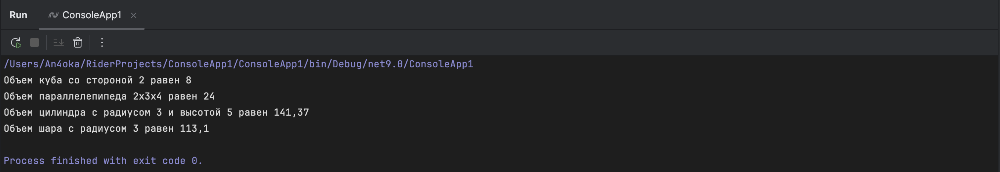 Run ConsoleApp1
/Users/An4oka/RiderProjects/ConsoleApp1/ConsoleApp1/bin/Debug/net9.0/ConsoleApp1
Объем куба со стороной 2 равен 8
Объем параллелепипеда 2x3x4 равен 24
Объем цилиндра с радиусом 3 и высотой 5 равен 141,37
Объем шара с радиусом 3 равен 113,1
Process finished with exit code 0.